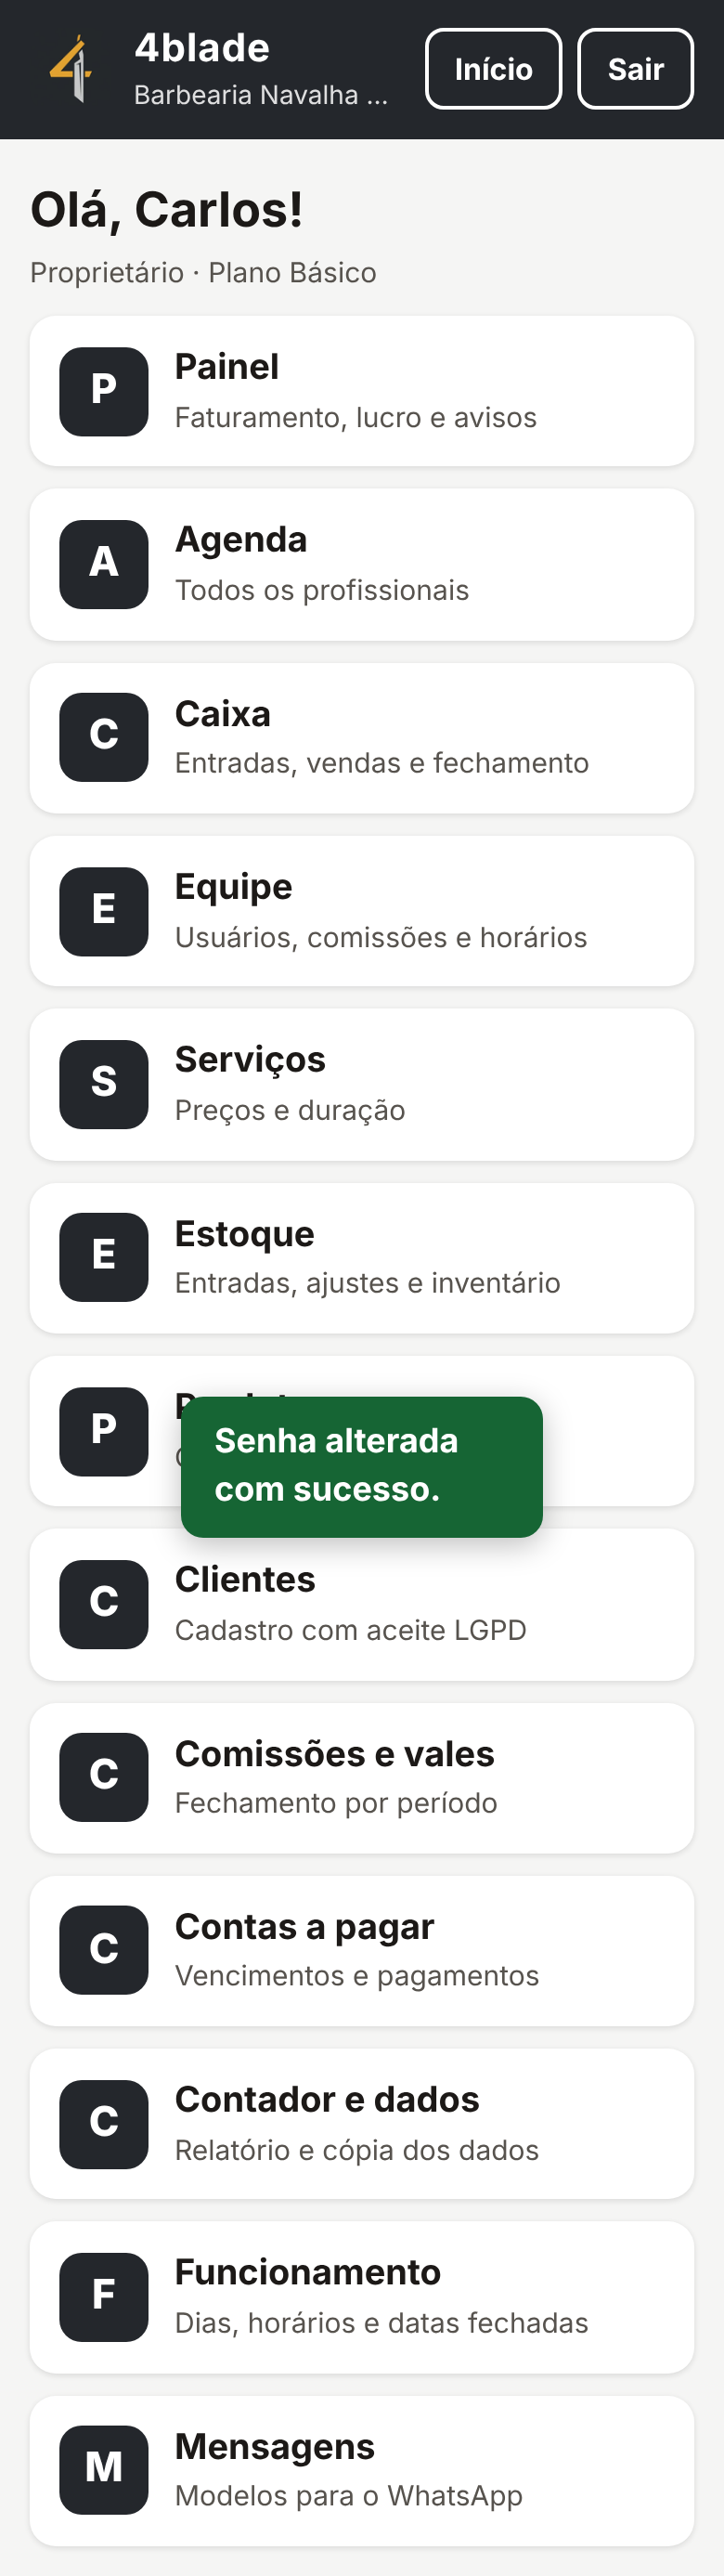 4blade
Barbearia Navalha ...
Início
Sair
Olá, Carlos!
Proprietário · Plano Básico
P
Painel
Faturamento, lucro e avisos
A
Agenda
Todos os profissionais
C
Caixa
Entradas, vendas e fechamento
E
Equipe
Usuários, comissões e horários
S
Serviços
Preços e duração
E
Estoque
Entradas, ajustes e inventário
P
Senha alterada
com sucesso.
C
Clientes
Cadastro com aceite LGPD
C
Comissões e vales
Fechamento por período
C
Contas a pagar
Vencimentos e pagamentos
C
Contador e dados
Relatório e cópia dos dados
F
Funcionamento
Dias, horários e datas fechadas
M
Mensagens
Modelos para o WhatsApp